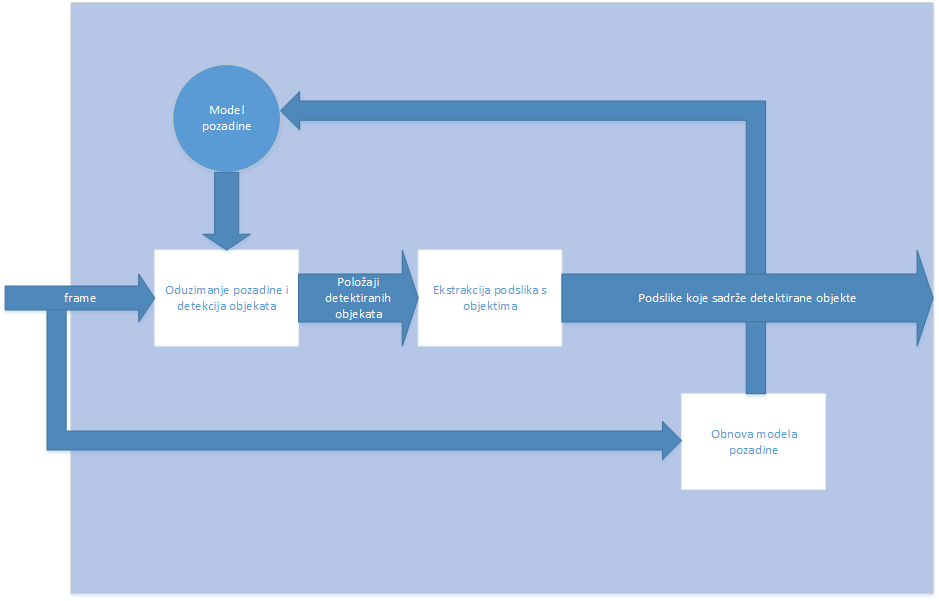 Model
pozadine
frame
Oduzimanje pozadine i
detekcija objekata
Položaji
detektiranih
objekata
Ekstrakcija podslika s
objektima
Podslike koje sadrže detektirane objekte
Obnova modela
pozadine